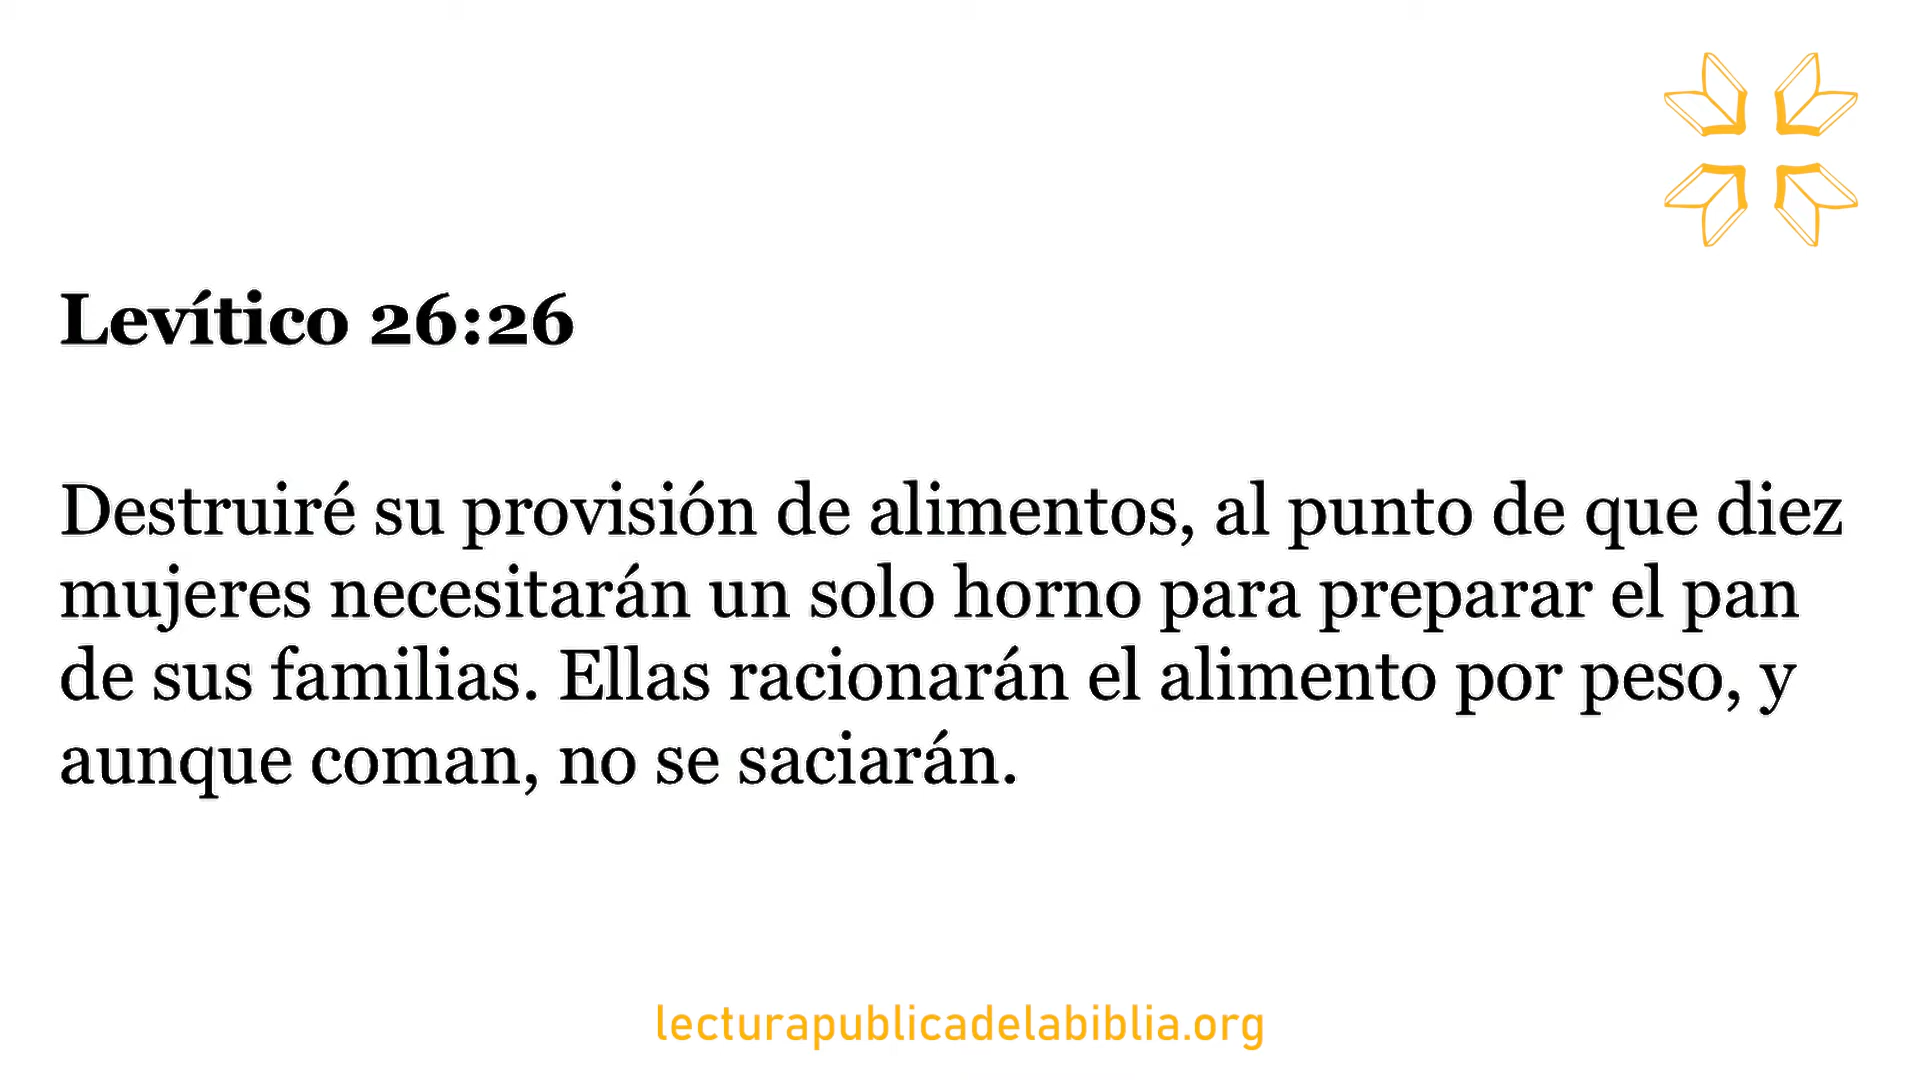 Levítico 26:26
Destruiré su provisión de alimentos, al punto de que diez
mujeres necesitarán un solo horno para preparar el pan
de sus familias. Ellas racionarán el alimento por peso, y
aunque coman, no se saciarán.
lecturapublicadelabiblia.org